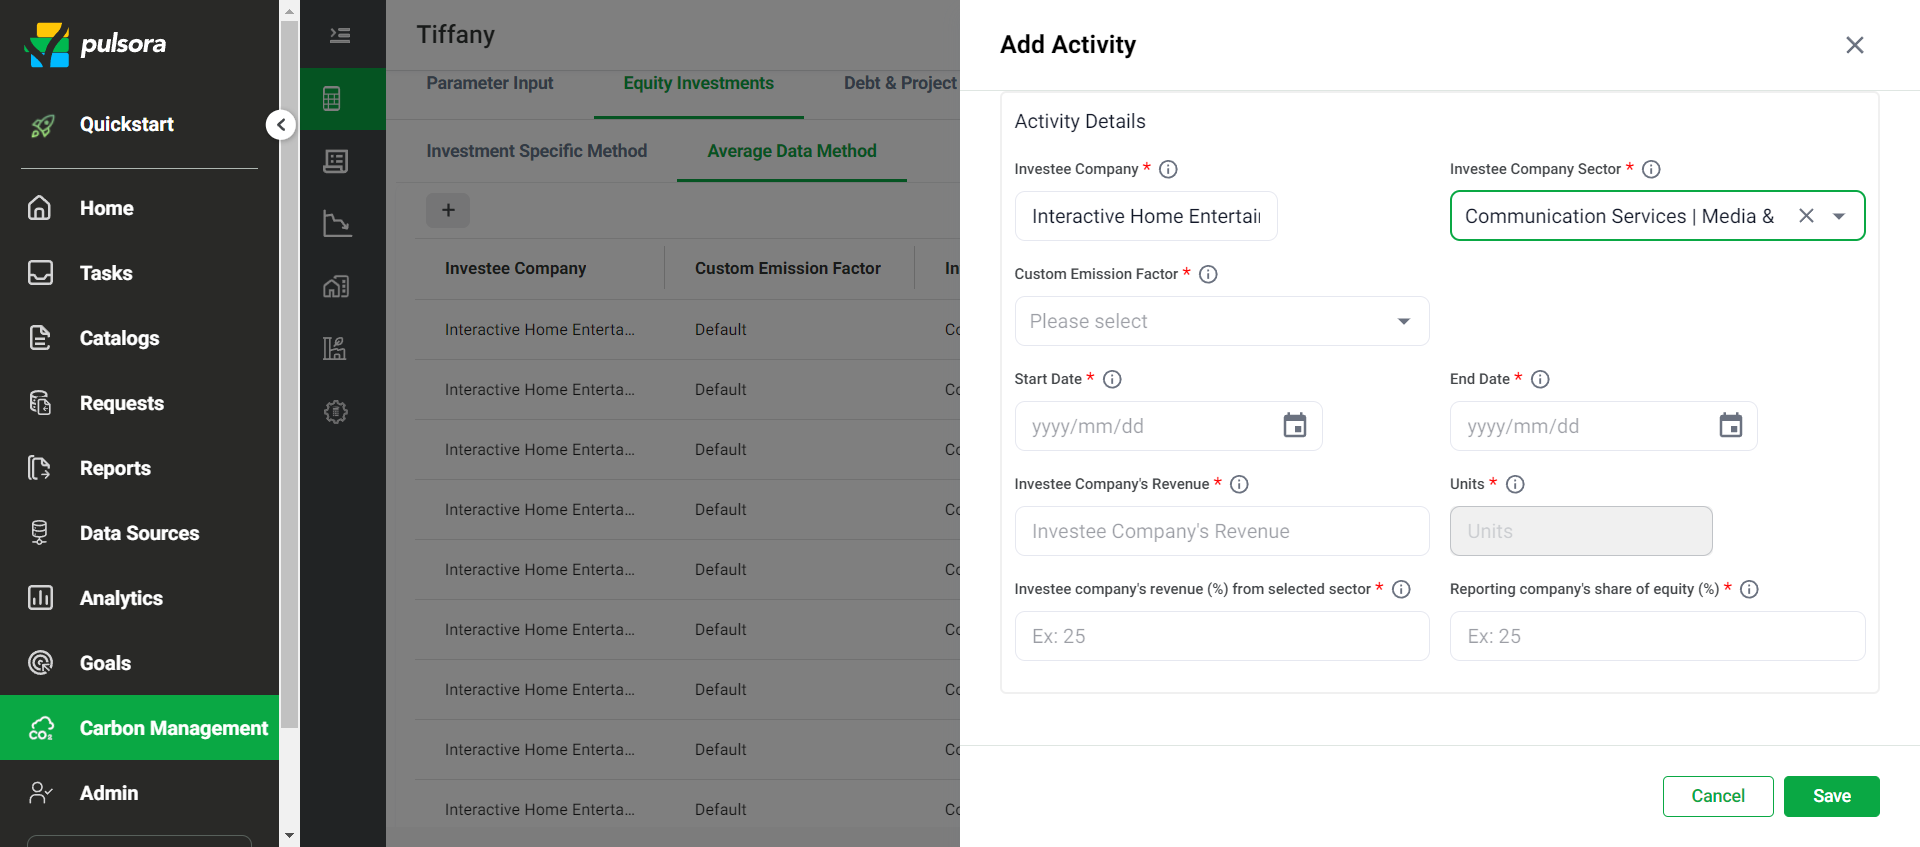 pulsora
Quickstart
Home
Tasks
Catalogs
Requests
Reports
Data Sources
Analytics
Goals
CO₂
Carbon Management
Admin
Tiffany
Parameter Input
Equity Investments
Debt & Project
Investment Specific Method
Average Data Method
+
Investee Company
Custom Emission Factor
In
Interactive Home Enterta...
Default
Co
Interactive Home Enterta...
Default
Co
Interactive Home Enterta...
Default
Co
Interactive Home Enterta...
Default
Co
Interactive Home Enterta...
Default
Co
Interactive Home Enterta...
Default
Co
Interactive Home Enterta...
Default
Co
Interactive Home Enterta...
Default
Co
Interactive Home Enterta...
Default
Co
Add Activity
Activity Details
Investee Company *
Investee Company Sector *
Interactive Home Entertai
Communication Services | Media &
Custom Emission Factor *
Please select
Start Date *
End Date *
yyyy/mm/dd
yyyy/mm/dd
Investee Company's Revenue *
Units *
Investee Company's Revenue
Units
Investee company's revenue (%) from selected sector *
Reporting company's share of equity (%) *
Ex: 25
Ex: 25
Cancel
Save